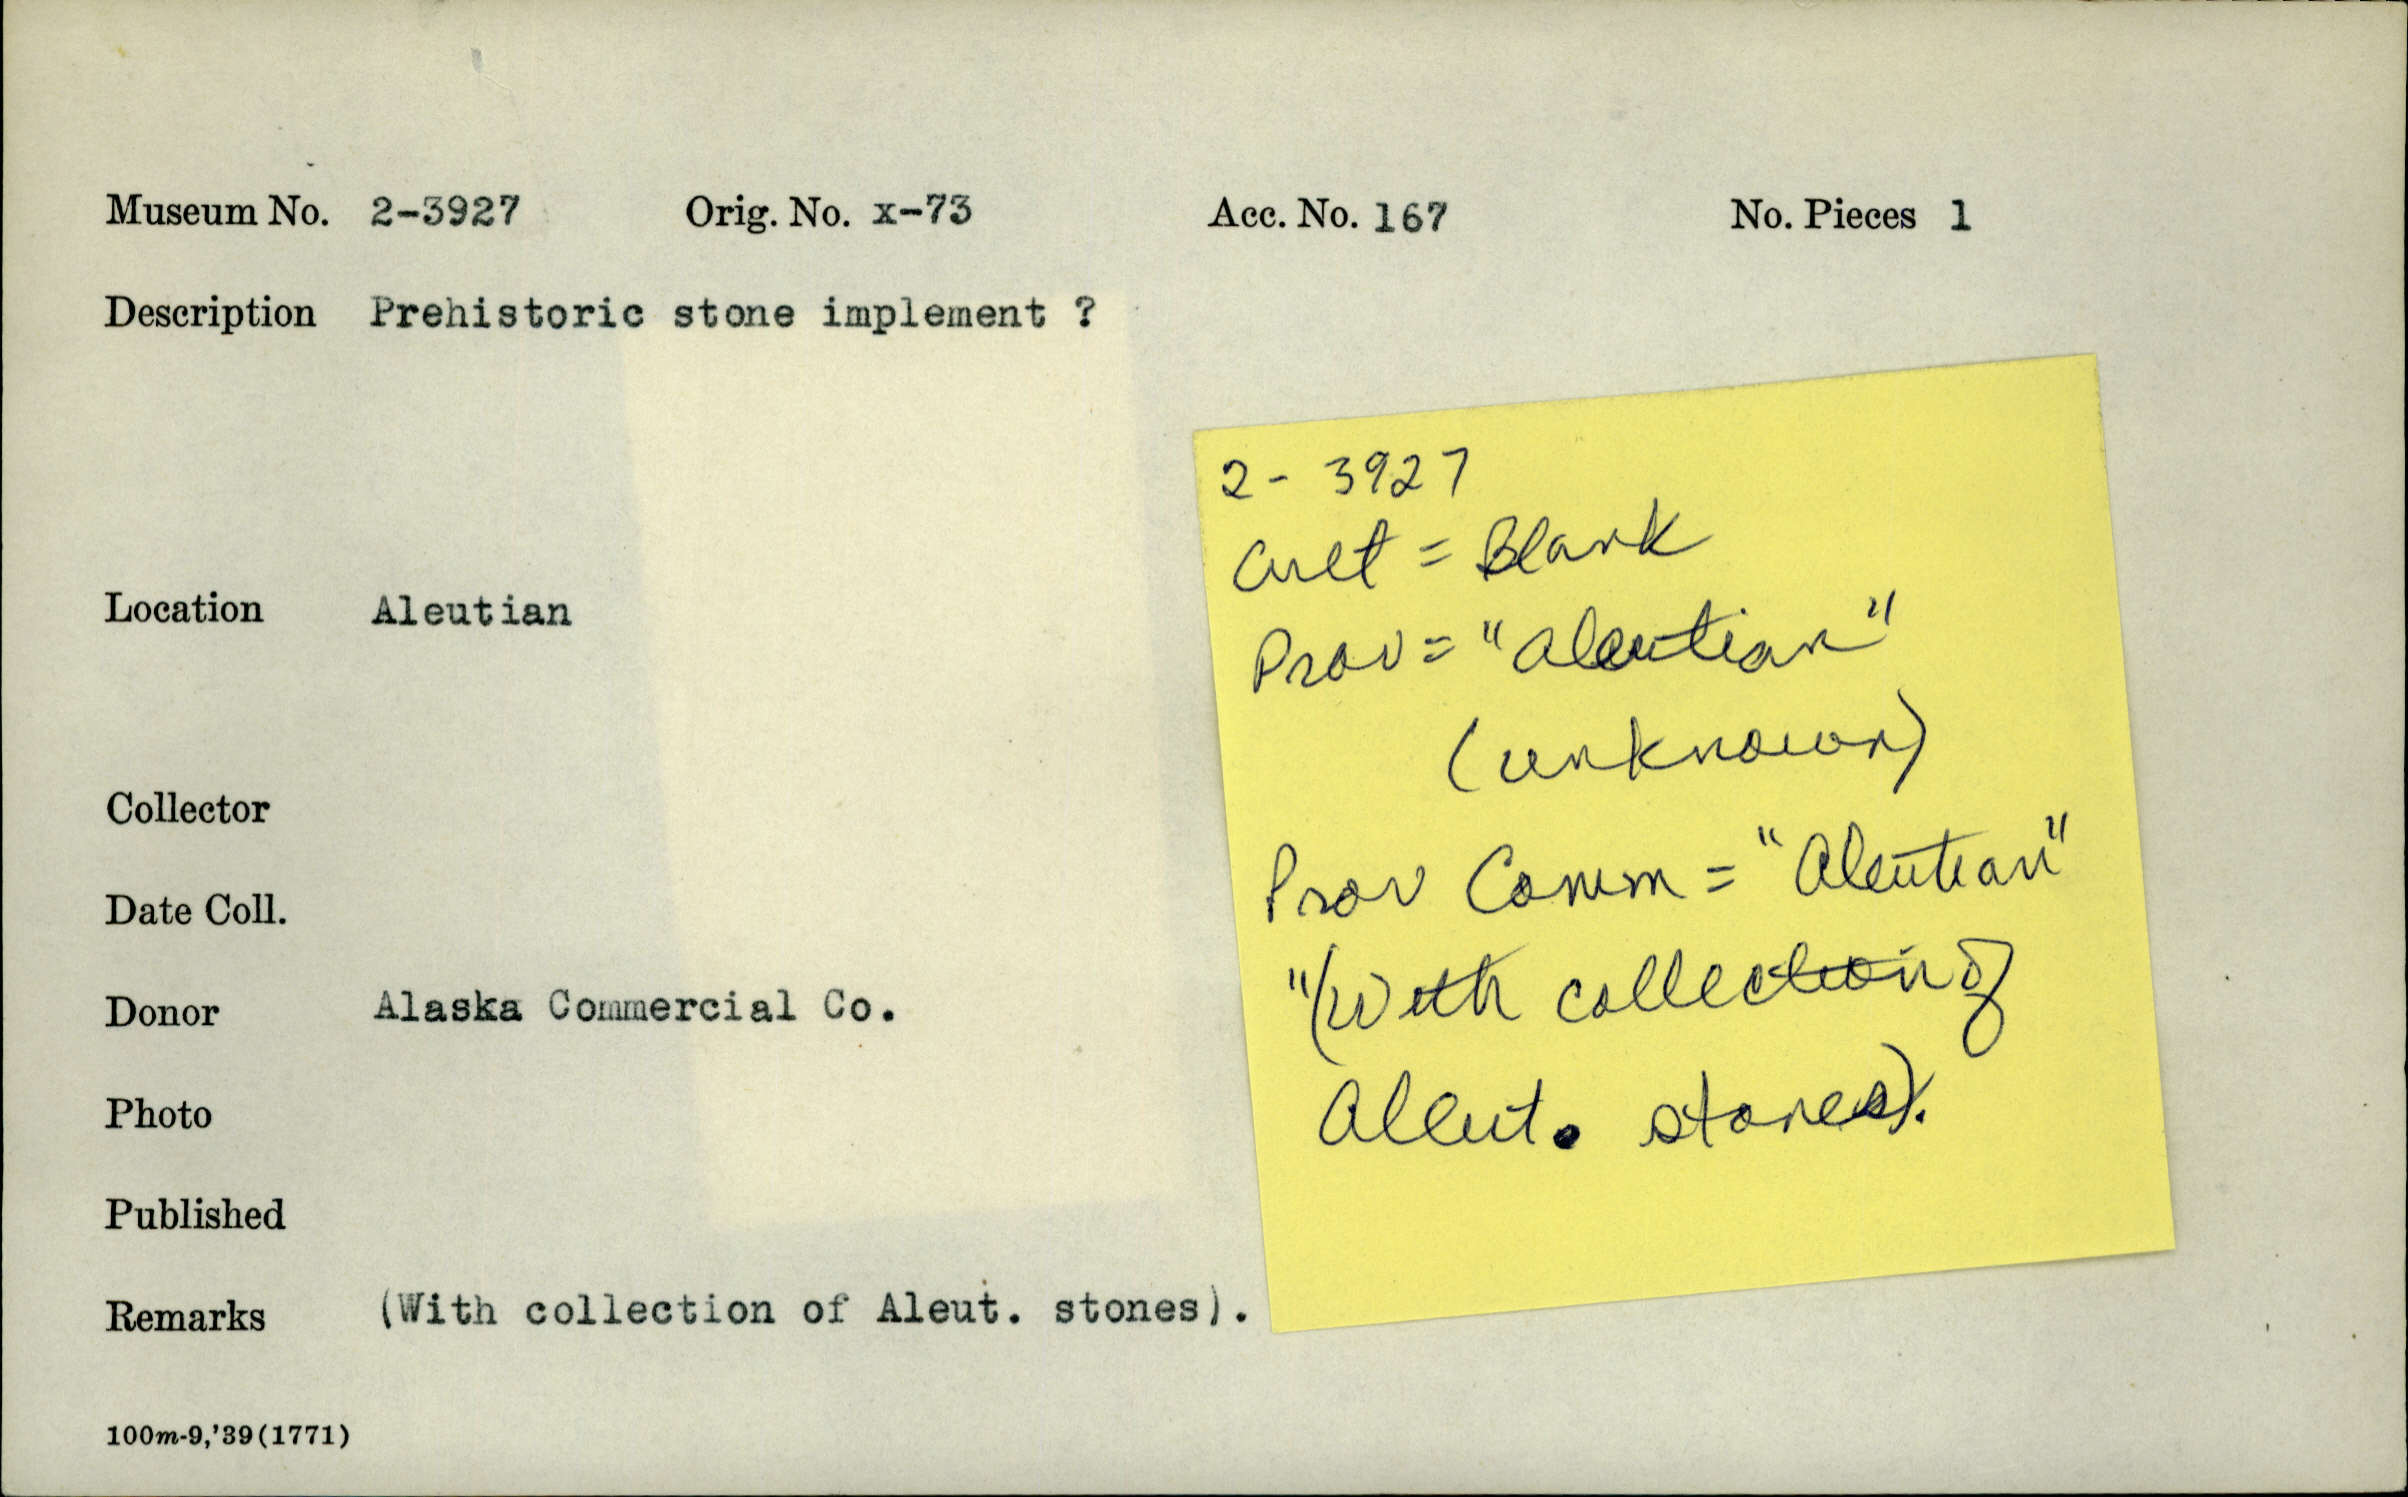 Museum No. 2-3927 Orig. No. x-73 Acc. No. 167 No. Pieces 1
Description Prehistoric stone implement ?
Location Aleutian
Collector
Date Coll.
Donor Alaska Commercial Co.
Photo
Published
Remarks (With collection of Aleut. stones).
100m-9,'39(1771)
2-3927
Cult = Blank
Prov = "Aleutian"
(unknown)
Prov Comm = "Aleutian"
"(With collection of
Aleut. stones).